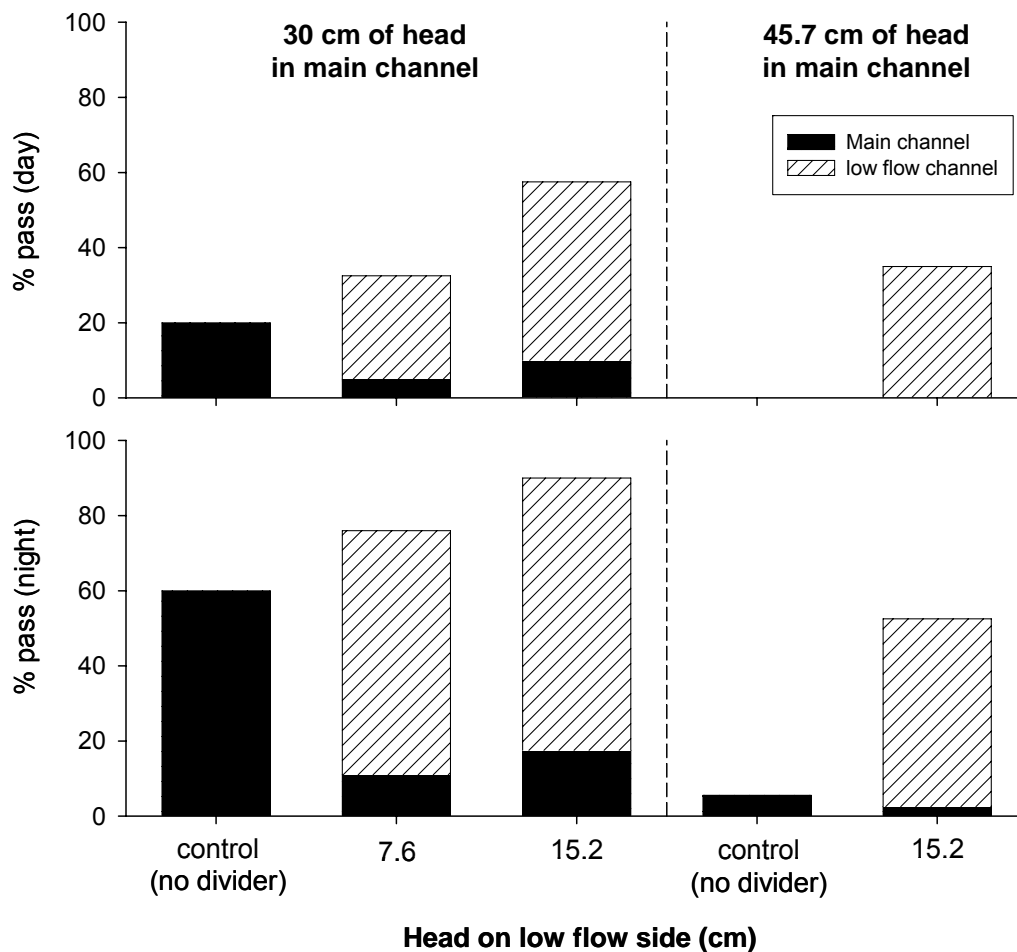 30 cm of head
in main channel
45.7 cm of head
in main channel
Main channel
low flow channel
% pass (day)
100
80
60
40
20
0
% pass (night)
100
80
60
40
20
0
control
(no divider)
7.6
15.2
control
(no divider)
15.2
Head on low flow side (cm)